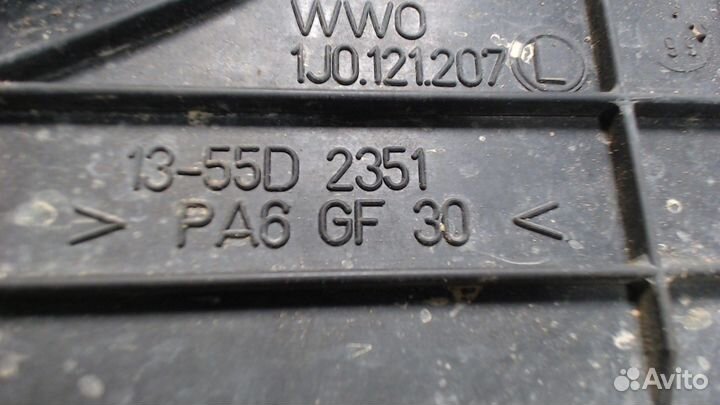 WWO
1J0.121.207 L
13-55D 2351
> PA6 GF 30 <
Avito